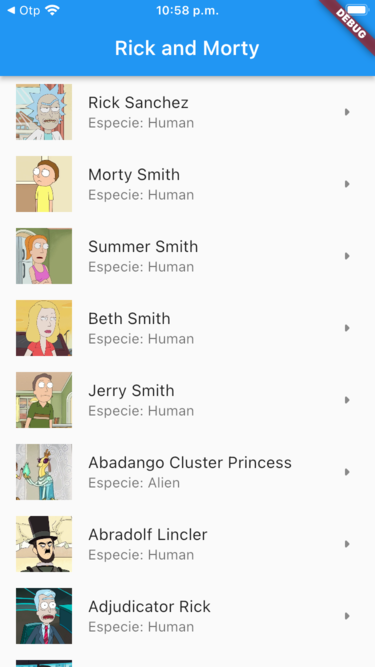 Otp
10:58 p.m.
DEBUG
Rick and Morty
Rick Sanchez
Especie: Human
Morty Smith
Especie: Human
Summer Smith
Especie: Human
Beth Smith
Especie: Human
Jerry Smith
Especie: Human
Abadango Cluster Princess
Especie: Alien
Abradolf Lincler
Especie: Human
Adjudicator Rick
Especie: Human